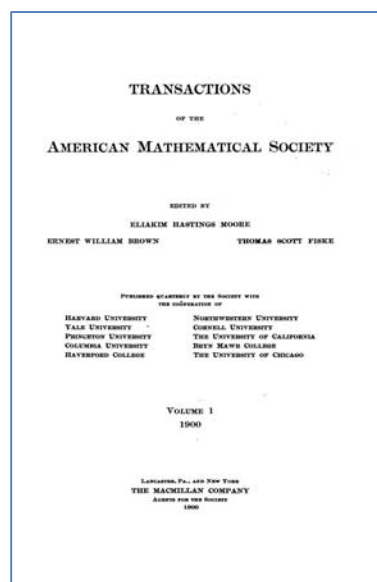 TRANSACTIONS
OF THE
AMERICAN MATHEMATICAL SOCIETY
EDITED BY
ELIAKIM HASTINGS MOORE
ERNEST WILLIAM BROWN THOMAS SCOTT FISKE
PUBLISHED QUARTERLY BY THE SOCIETY WITH
THE COÖPERATION OF
HARVARD UNIVERSITY NORTHWESTERN UNIVERSITY
YALE UNIVERSITY CORNELL UNIVERSITY
PRINCETON UNIVERSITY THE UNIVERSITY OF CALIFORNIA
COLUMBIA UNIVERSITY BRYN MAWR COLLEGE
HAVERFORD COLLEGE THE UNIVERSITY OF CHICAGO
VOLUME 1
1900
LANCASTER, PA., AND NEW YORK
THE MACMILLAN COMPANY
AGENTS FOR THE SOCIETY
1900